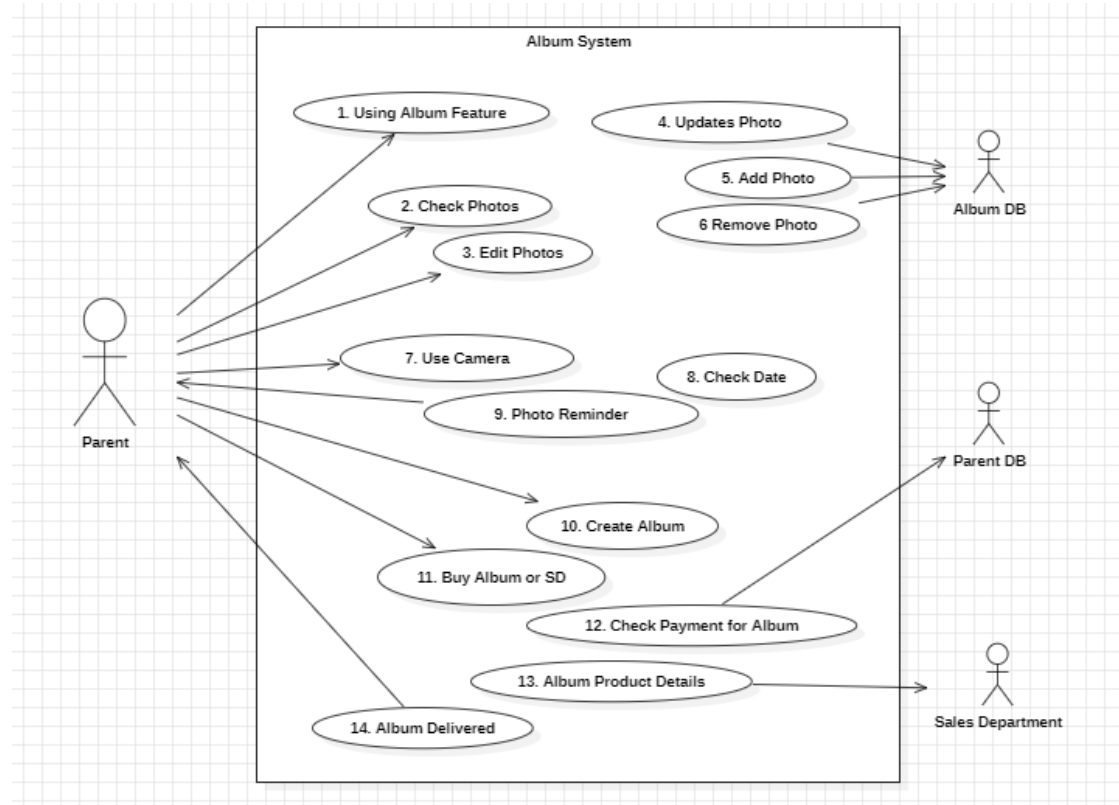 Album System
1. Using Album Feature
4. Updates Photo
5. Add Photo
Album DB
2. Check Photos
6 Remove Photo
3. Edit Photos
7. Use Camera
8. Check Date
9. Photo Reminder
Parent
Parent DB
10. Create Album
11. Buy Album or SD
12. Check Payment for Album
13. Album Product Details
14. Album Delivered
Sales Department